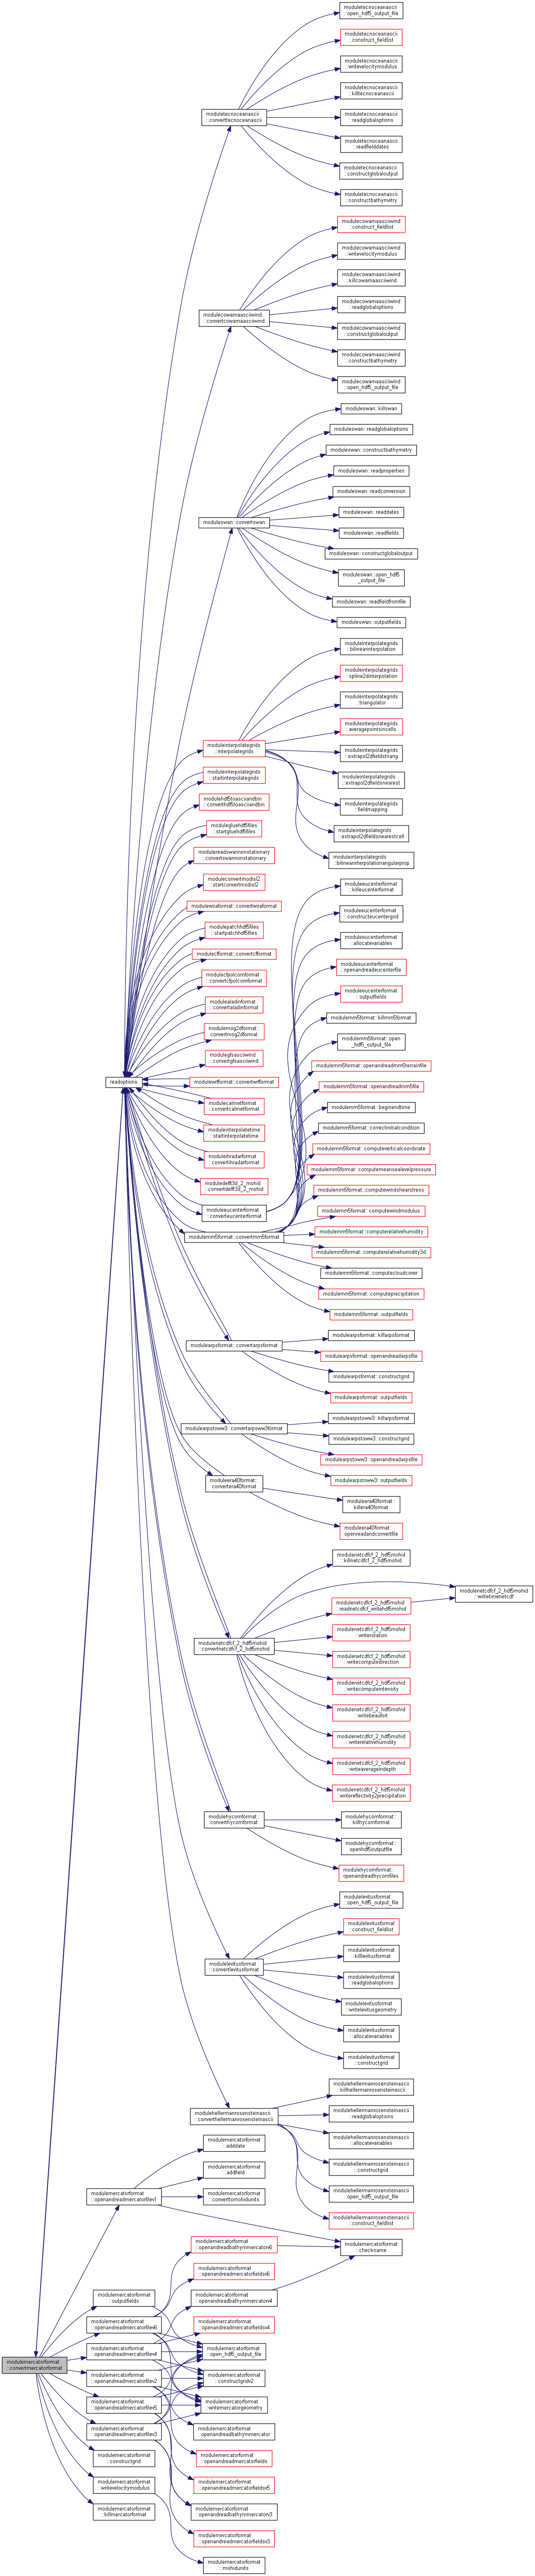 moduletecnoceanascii
::open_hdf5_output_file
moduletecnoceanascii
::construct_fieldlist
moduletecnoceanascii
::writevelocitymodulus
moduletecnoceanascii
::killtecnoceanascii
moduletecnoceanascii
::converttecnoceanascii
moduletecnoceanascii
::readglobaloptions
moduletecnoceanascii
::readfielddates
moduletecnoceanascii
::constructglobaloutput
moduletecnoceanascii
::constructbathymetry
modulecowamaasciiwind
::construct_fieldlist
modulecowamaasciiwind
::writevelocitymodulus
modulecowamaasciiwind
::killcowamaasciiwind
modulecowamaasciiwind
::readglobaloptions
modulecowamaasciiwind
::convertcowamaasciiwind
modulecowamaasciiwind
::constructglobaloutput
modulecowamaasciiwind
::constructbathymetry
modulecowamaasciiwind
::open_hdf5_output_file
moduleswan::killswan
moduleswan::readglobaloptions
moduleswan::constructbathymetry
moduleswan::readproperties
moduleswan::readconversion
moduleswan::readdates
moduleswan::convertswan
moduleswan::readfields
moduleswan::constructglobaloutput
moduleswan::open_hdf5
_output_file
moduleswan::readfieldfromfile
moduleswan::outputfields
moduleinterpolategrids
::bilinearinterpolation
moduleinterpolategrids
::spline2dinterpolation
moduleinterpolategrids
::triangulator
moduleinterpolategrids
::averagepointsincells
moduleinterpolategrids
::interpolategrids
moduleinterpolategrids
::extrapol2dfieldstriang
moduleinterpolategrids
::startinterpolategrids
moduleinterpolategrids
::extrapol2dfieldsnearest
modulehdf5toasciiandbin
::converthdf5toasciiandbin
moduleinterpolategrids
::fieldmapping
modulegluehdf5files
::startgluehdf5files
moduleinterpolategrids
::extrapol2dfieldsnearestcell
modulereadswannonstationary
::convertswannonstationary
moduleinterpolategrids
::bilineainterpolationangularprop
moduleconvertmodisl2
::startconvertmodisl2
moduleeucenterformat
::killeucenterformat
modulewoaformat::convertwoaformat
moduleeucenterformat
::constructeucentergrid
modulepatchhdf5files
::startpatchhdf5files
moduleeucenterformat
::allocatevariables
modulecfformat::convertcfformat
moduleeucenterformat
::openandreadeucenterfile
modulecfpolcomformat
::convertcfpolcomformat
moduleeucenterformat
::outputfields
modulealadinformat
::convertaladinformat
modulemm5format::killmm5format
modulemog2dformat::
convertmog2dformat
modulemm5format::open
_hdf5_output_file
modulegfsasciiwind
::convertgfsasciiwind
modulemm5format::openandreadmm5terrainfile
readoptions
modulewrfformat::convertwrfformat
modulemm5format::openandreadmm5file
modulecalmetformat
::convertcalmetformat
modulemm5format::beginendtime
moduleinterpolatetime
::startinterpolatetime
modulemm5format::correctinitialcondition
moduleihradarformat
::convertihradarformat
modulemm5format::computeverticalcoordinate
modulemm5format::computemeansealevelpressure
moduledelft3d_2_mohid
::convertdelft3d_2_mohid
modulemm5format::computewindshearstress
moduleeucenterformat
::converteucenterformat
modulemm5format::computewindmodulus
modulemm5format::convertmm5format
modulemm5format::computerelativehumidity
modulemm5format::computerelativehumidity3d
modulemm5format::computecloudcover
modulemm5format::computeprecipitation
modulemm5format::outputfields
modulearpsformat::convertarpsformat
modulearpsformat::killarpsformat
modulearpsformat::openandreadarpsfile
modulearpsformat::constructgrid
modulearpsformat::outputfields
modulearpstoww3::convertarpsww3format
modulearpstoww3::killarpsformat
modulearpstoww3::constructgrid
modulearpstoww3::openandreadarpsfile
modulearpstoww3::outputfields
moduleera40format::
convertera40format
moduleera40format::
killera40format
moduleera40format::
openreadandconvertfile
modulenetcdfcf_2_hdf5mohid
::killnetcdfcf_2_hdf5mohid
modulenetcdfcf_2_hdf5mohid
::writetimenetcdf
modulenetcdfcf_2_hdf5mohid
::readnetcdfcf_writehdf5mohid
modulenetcdfcf_2_hdf5mohid
::writerotation
modulenetcdfcf_2_hdf5mohid
::convertnetcdfcf_2_hdf5mohid
modulenetcdfcf_2_hdf5mohid
::writecomputedirection
modulenetcdfcf_2_hdf5mohid
::writecomputeintensity
modulenetcdfcf_2_hdf5mohid
::writebeaufort
modulenetcdfcf_2_hdf5mohid
::writerelativehumidity
modulenetcdfcf_2_hdf5mohid
::writeaverageindepth
modulenetcdfcf_2_hdf5mohid
::writereflectivity2precipitation
modulehycomformat::
converthycomformat
modulehycomformat::
killhycomformat
modulehycomformat::
openhdf5outputfile
modulehycomformat::
openandreadhycomfiles
modulelevitusformat
::open_hdf5_output_file
modulelevitusformat
::construct_fieldlist
modulelevitusformat
::killlevitusformat
modulelevitusformat
::convertlevitusformat
modulelevitusformat
::readglobaloptions
modulelevitusformat
::writelevitusgeometry
modulelevitusformat
::allocatevariables
modulelevitusformat
::constructgrid
modulehellermanrosensteinascii
::killhellermanrosensteinascii
modulehellermanrosensteinascii
::converthellermanrosensteinascii
modulehellermanrosensteinascii
::readglobaloptions
modulehellermanrosensteinascii
::allocatevariables
modulehellermanrosensteinascii
::constructgrid
modulehellermanrosensteinascii
::open_hdf5_output_file
modulehellermanrosensteinascii
::construct_fieldlist
modulemercatorformat
::adddate
modulemercatorformat
::addfield
modulemercatorformat
::openandreadmercatorfilev1
modulemercatorformat
::converttomohidunits
modulemercatorformat
::openandreadbathymmercatorv6
modulemercatorformat
::checkname
modulemercatorformat
::openandreadmercatorfieldsv6
modulemercatorformat
::outputfields
modulemercatorformat
::openandreadbathymmercatorv4
modulemercatorformat
::openandreadmercatorfilev6
modulemercatorformat
::openandreadmercatorfieldsv4
modulemercatorformat
::openandreadmercatorfilev4
modulemercatorformat
::open_hdf5_output_file
modulemercatorformat
::convertmercatorformat
modulemercatorformat
::openandreadmercatorfilev2
modulemercatorformat
::constructgridv2
modulemercatorformat
::openandreadmercatorfilev5
modulemercatorformat
::writemercatorgeometry
modulemercatorformat
::openandreadmercatorfilev3
modulemercatorformat
::openandreadbathymmercator
modulemercatorformat
::constructgrid
modulemercatorformat
::openandreadmercatorfields
modulemercatorformat
::writevelocitymodulus
modulemercatorformat
::openandreadmercatorfieldsv5
modulemercatorformat
::killmercatorformat
modulemercatorformat
::openandreadbathymmercatorv3
modulemercatorformat
::openandreadmercatorfieldsv3
modulemercatorformat
::mohidunits